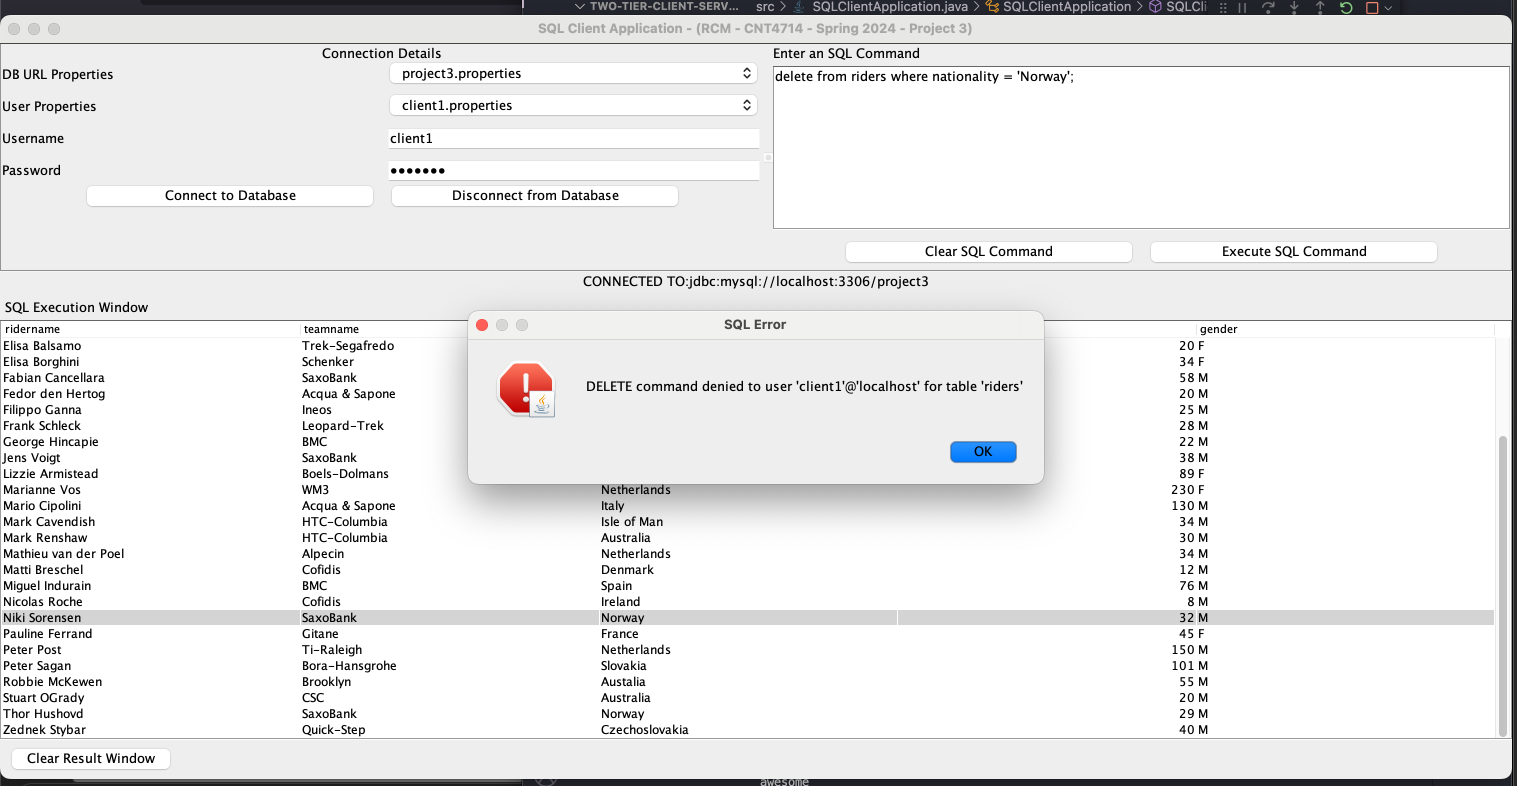 TWO-TIER-CLIENT-SERV... src > SQLClientApplication.java > SQLClientApplication > SQLCli
SQL Client Application - (RCM - CNT4714 - Spring 2024 - Project 3)
Connection Details
Enter an SQL Command
DB URL Properties project3.properties
delete from riders where nationality = 'Norway';
User Properties client1.properties
Username client1
Password •••••••
Connect to Database Disconnect from Database
Clear SQL Command Execute SQL Command
CONNECTED TO:jdbc:mysql://localhost:3306/project3
SQL Execution Window
ridername teamname gender
Elisa Balsamo Trek-Segafredo 20 F
Elisa Borghini Schenker 34 F
Fabian Cancellara SaxoBank 58 M
Fedor den Hertog Acqua & Sapone 20 M
Filippo Ganna Ineos 25 M
Frank Schleck Leopard-Trek 28 M
George Hincapie BMC 22 M
Jens Voigt SaxoBank 38 M
Lizzie Armistead Boels-Dolmans 89 F
Marianne Vos WM3 Netherlands 230 F
Mario Cipolini Acqua & Sapone Italy 130 M
Mark Cavendish HTC-Columbia Isle of Man 34 M
Mark Renshaw HTC-Columbia Australia 30 M
Mathieu van der Poel Alpecin Netherlands 34 M
Matti Breschel Cofidis Denmark 12 M
Miguel Indurain BMC Spain 76 M
Nicolas Roche Cofidis Ireland 8 M
Niki Sorensen SaxoBank Norway 32 M
Pauline Ferrand Gitane France 45 F
Peter Post Ti-Raleigh Netherlands 150 M
Peter Sagan Bora-Hansgrohe Slovakia 101 M
Robbie McKewen Brooklyn Austalia 55 M
Stuart OGrady CSC Australia 20 M
Thor Hushovd SaxoBank Norway 29 M
Zednek Stybar Quick-Step Czechoslovakia 40 M
SQL Error
DELETE command denied to user 'client1'@'localhost' for table 'riders'
OK
Clear Result Window
awesome